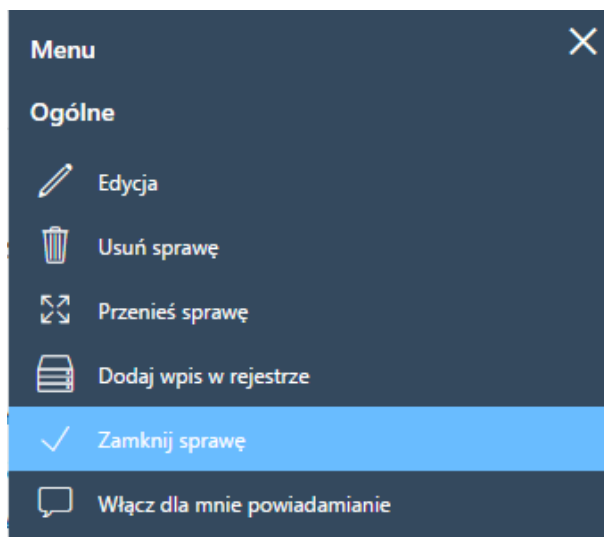 Menu
Ogólne
Edycja
Usuń sprawę
Przenieś sprawę
Dodaj wpis w rejestrze
Zamknij sprawę
Włącz dla mnie powiadamianie